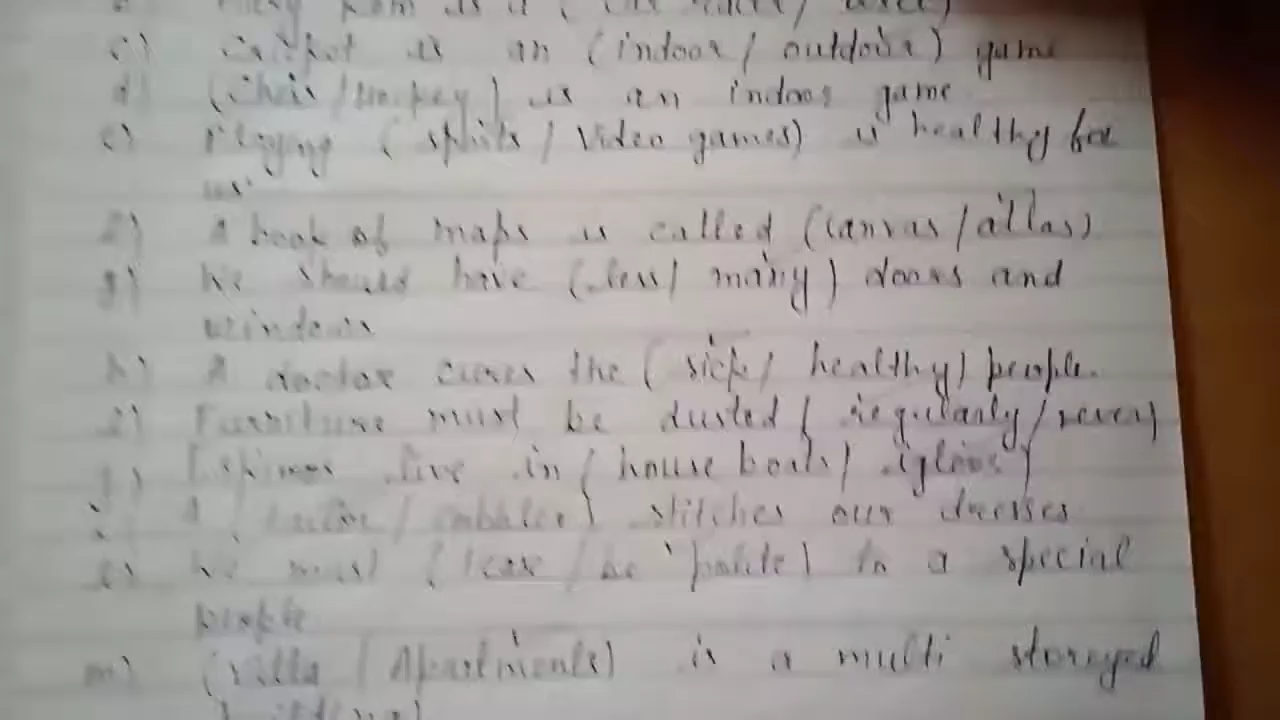 c) Cricket is an (indoor / outdoor) game
d) (Chess / Hockey) is an indoor game
e) Playing (sports / Video games) is healthy for
us.
f) A book of maps is called (canvas / atlas)
g) We should have (less / many) doors and
windows
h) A doctor cures the (sick / healthy) people.
i) Furniture must be dusted (regularly / never)
j) Eskimos live in (house boats / igloos)
A (tailor / cobbler) stitches our dresses
We must (tease / be polite) to a special
people
m) (villa / Apartments) is a multi storeyed